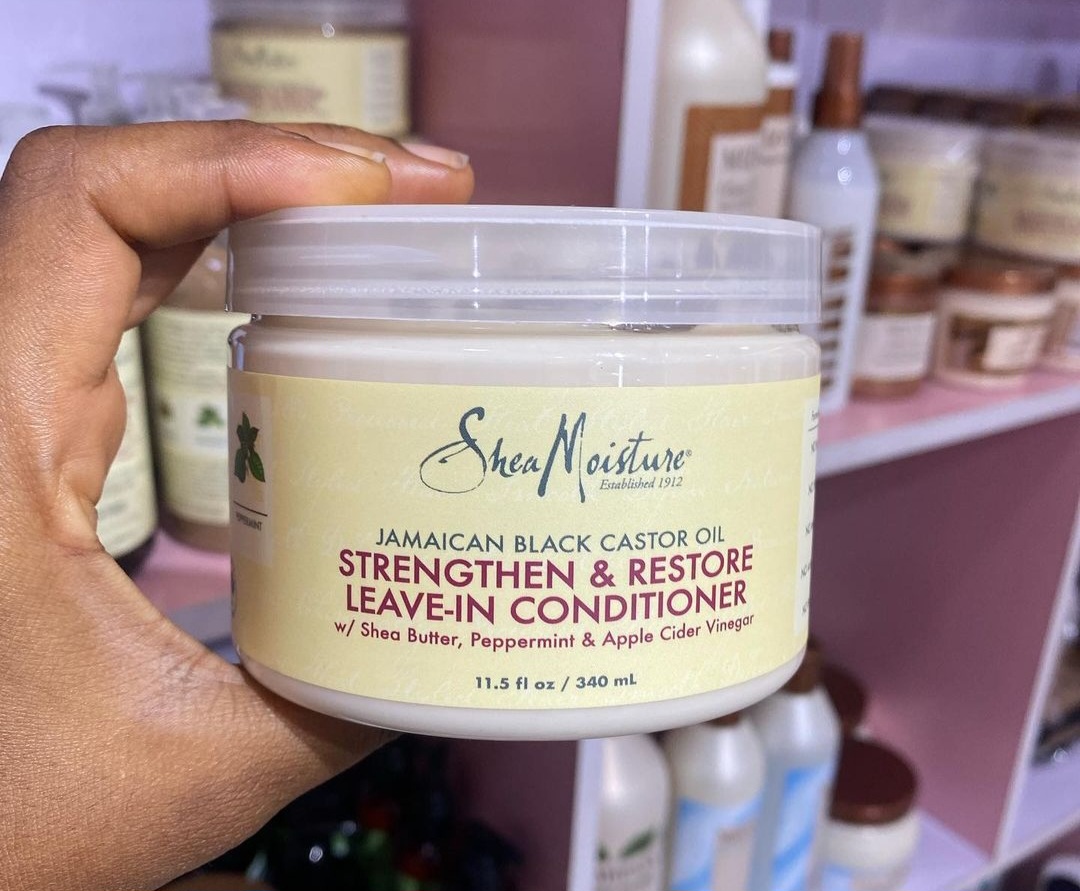 SheaMoisture®
Established 1912
JAMAICAN BLACK CASTOR OIL
STRENGTHEN & RESTORE
LEAVE-IN CONDITIONER
w/ Shea Butter, Peppermint & Apple Cider Vinegar
11.5 fl oz / 340 mL
PEPPERMINT